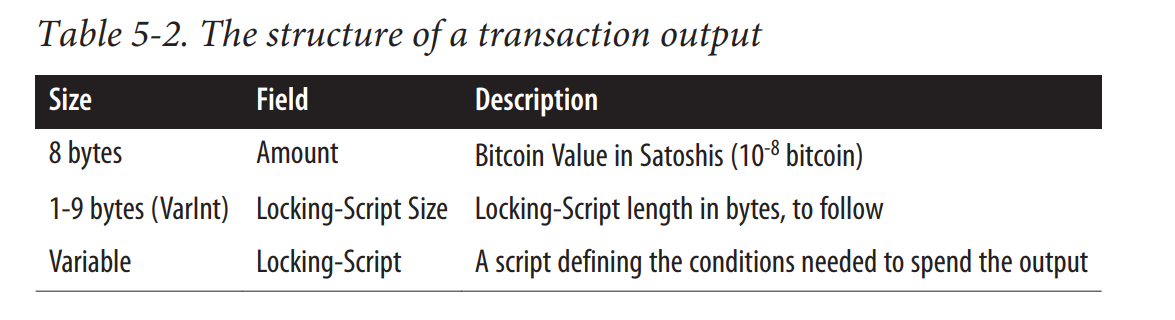 Table 5-2. The structure of a transaction output
Size Field Description
8 bytes Amount Bitcoin Value in Satoshis (10⁻⁸ bitcoin)
1-9 bytes (VarInt) Locking-Script Size Locking-Script length in bytes, to follow
Variable Locking-Script A script defining the conditions needed to spend the output